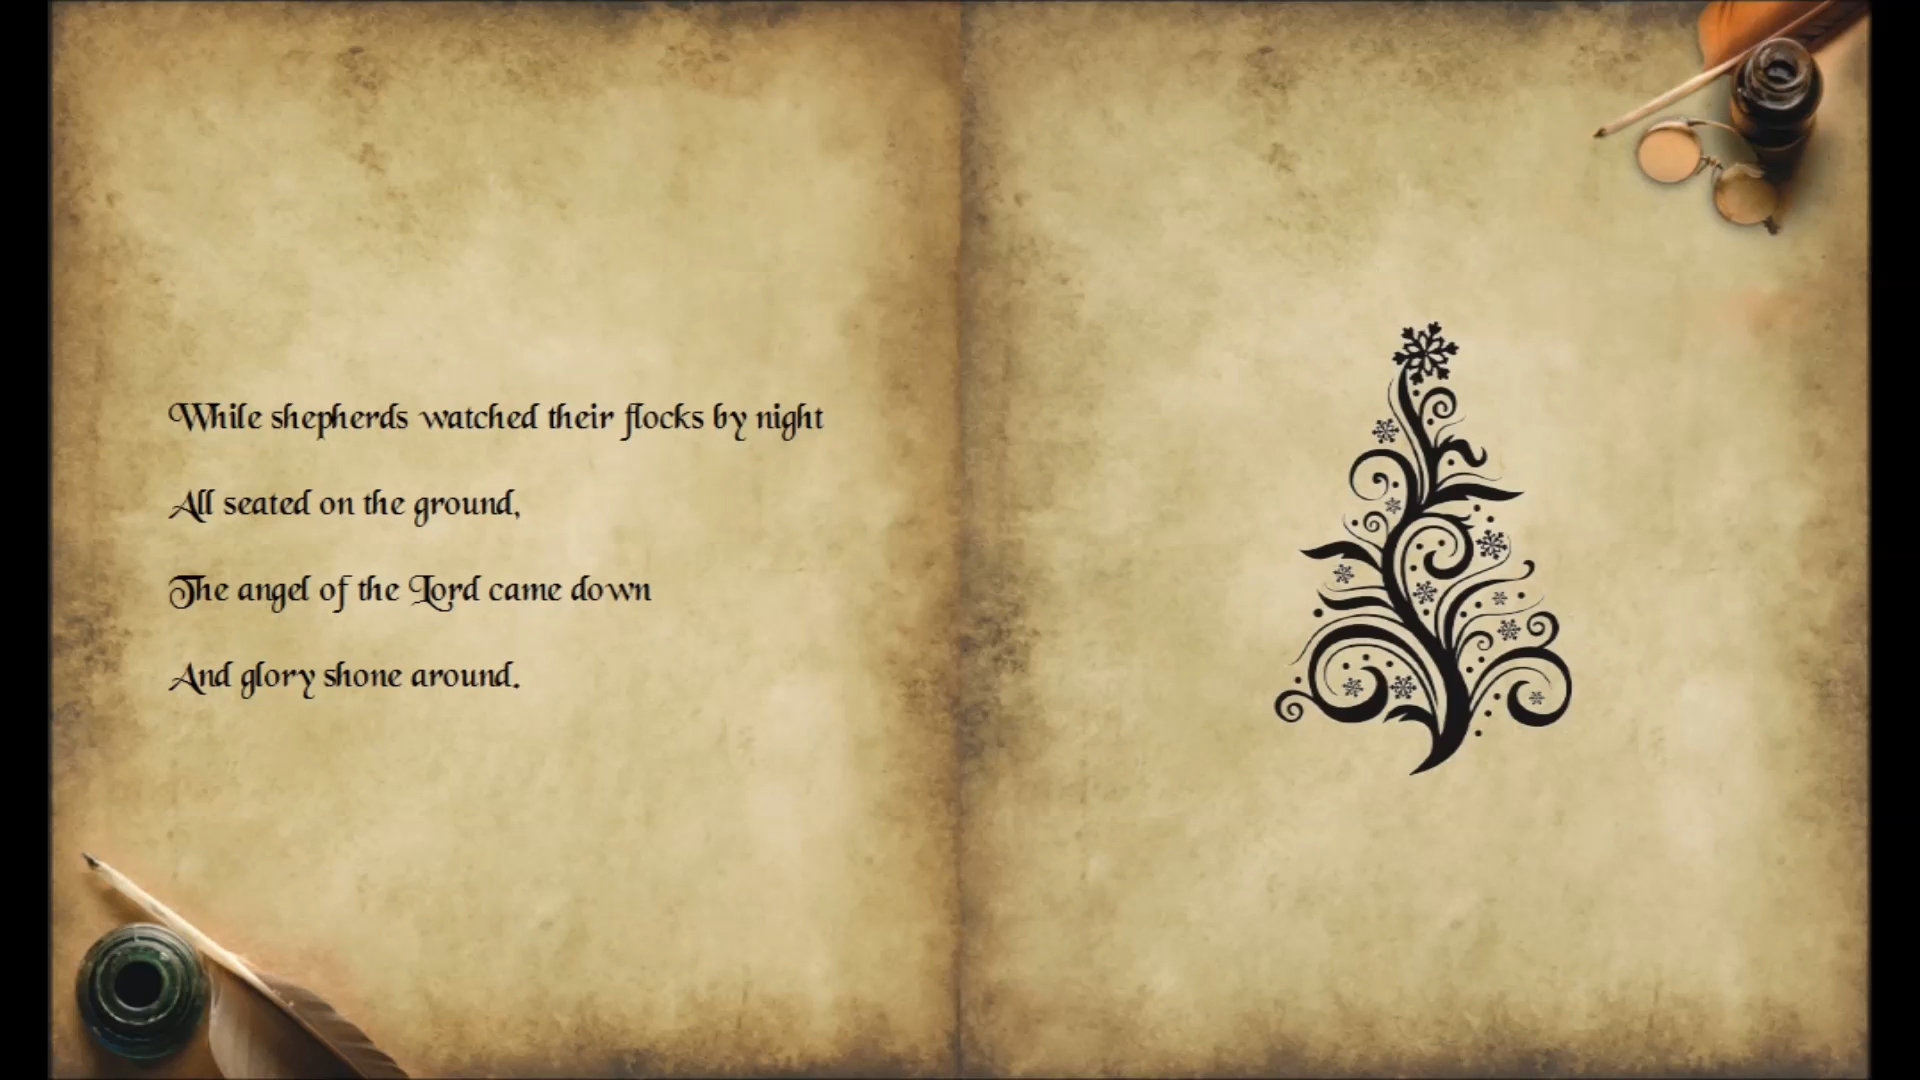 While shepherds watched their flocks by night
All seated on the ground,
The angel of the Lord came down
And glory shone around.